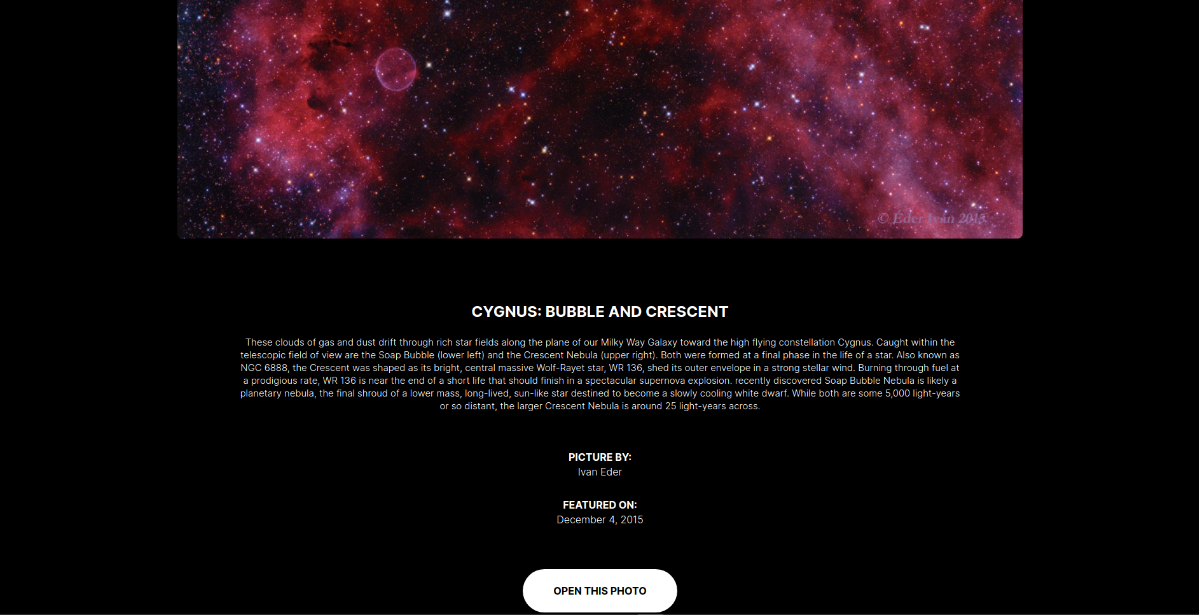 © Éder Iván 2015
CYGNUS: BUBBLE AND CRESCENT
These clouds of gas and dust drift through rich star fields along the plane of our Milky Way Galaxy toward the high flying constellation Cygnus. Caught within the
telescopic field of view are the Soap Bubble (lower left) and the Crescent Nebula (upper right). Both were formed at a final phase in the life of a star. Also known as
NGC 6888, the Crescent was shaped as its bright, central massive Wolf-Rayet star, WR 136, shed its outer envelope in a strong stellar wind. Burning through fuel at
a prodigious rate, WR 136 is near the end of a short life that should finish in a spectacular supernova explosion. recently discovered Soap Bubble Nebula is likely a
planetary nebula, the final shroud of a lower mass, long-lived, sun-like star destined to become a slowly cooling white dwarf. While both are some 5,000 light-years
or so distant, the larger Crescent Nebula is around 25 light-years across.
PICTURE BY:
Ivan Eder
FEATURED ON:
December 4, 2015
OPEN THIS PHOTO